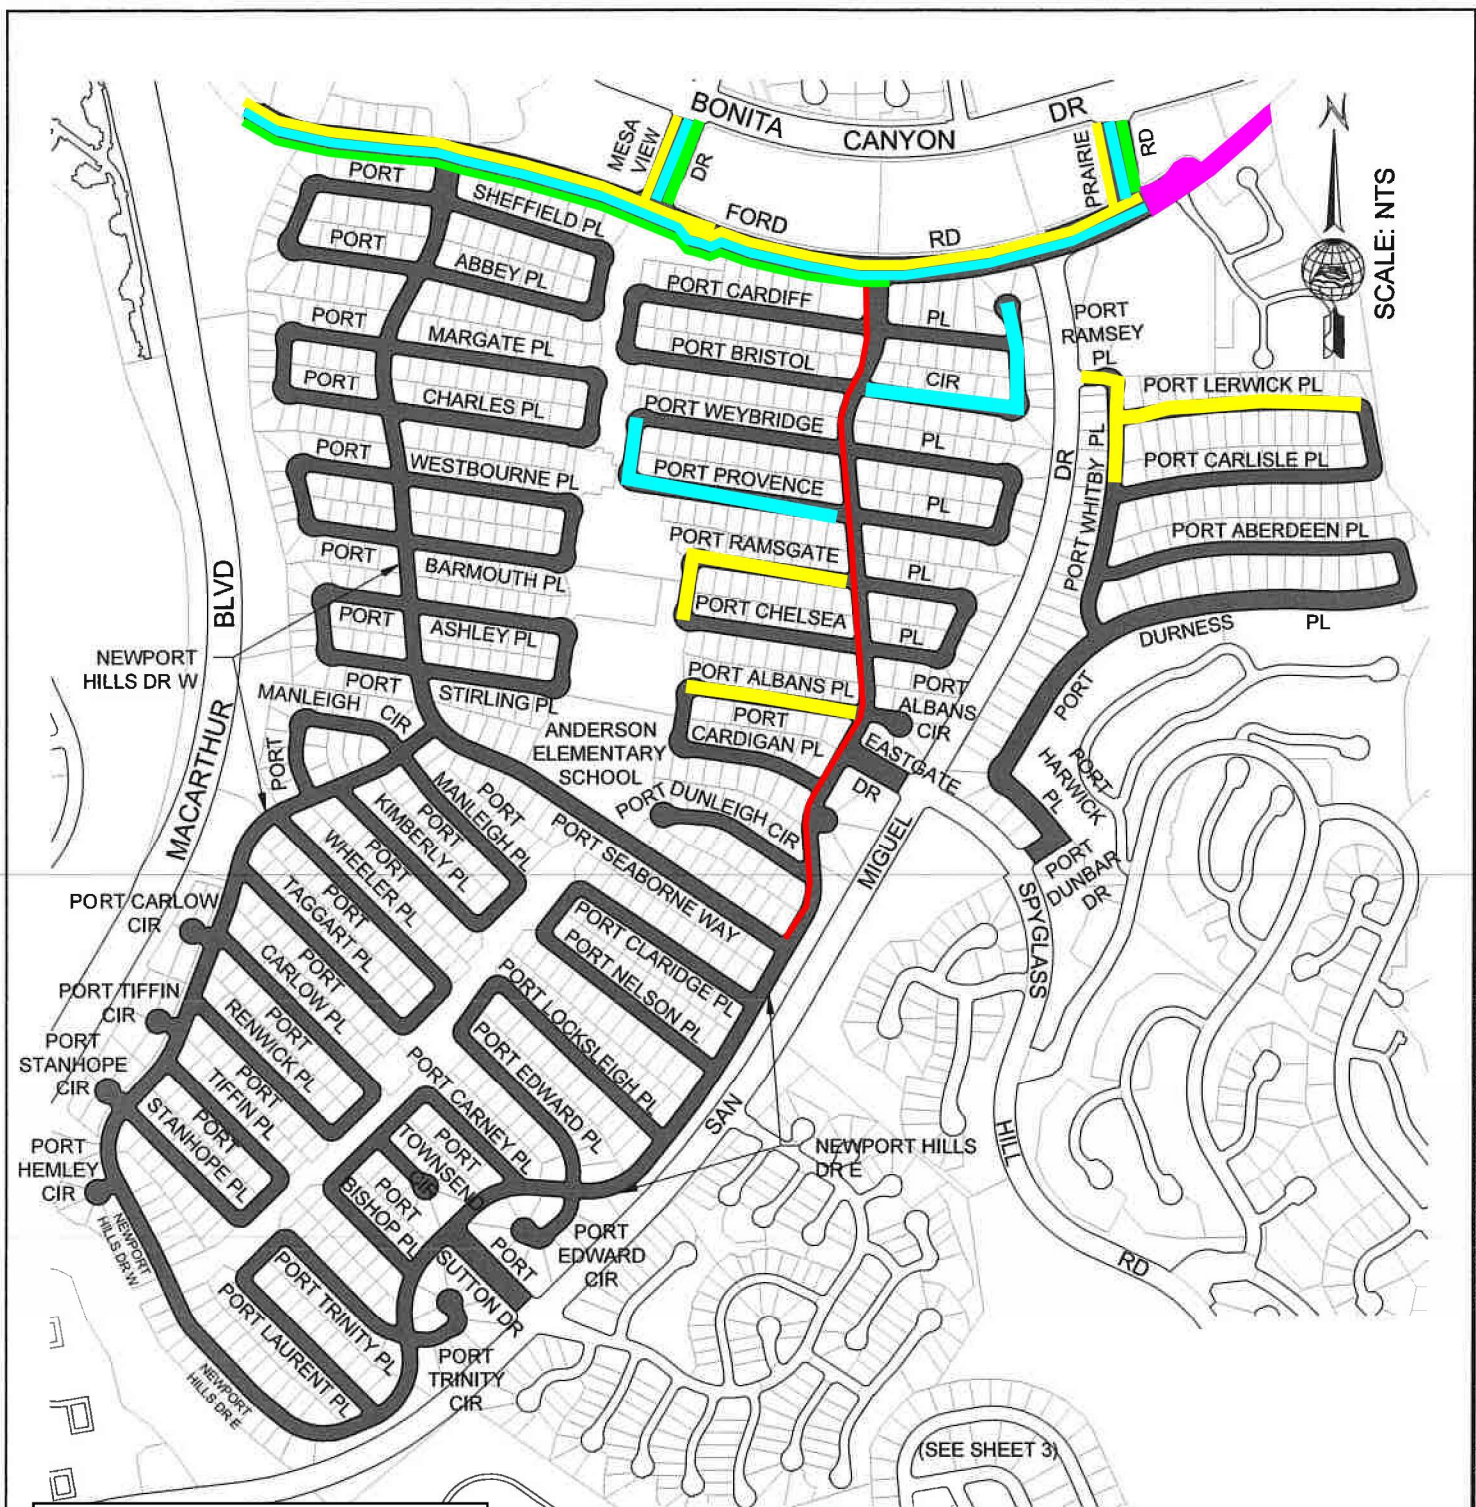 BONITA
CANYON
DR
MESA
VIEW
DR
PRAIRIE
RD
FORD
RD
SCALE: NTS
N
PORT
SHEFFIELD PL
PORT
ABBEY PL
PORT
MARGATE PL
PORT
CHARLES PL
PORT
WESTBOURNE PL
PORT
BARMOUTH PL
PORT
ASHLEY PL
PORT
STIRLING PL
PORT CARDIFF
PL
PORT BRISTOL
CIR
PORT WEYBRIDGE
PL
PORT PROVENCE
PL
PORT RAMSGATE
PL
PORT CHELSEA
PL
PORT ALBANS PL
PORT
ALBANS
CIR
PORT
CARDIGAN PL
EASTGATE
DR
PORT DUNLEIGH CIR
PORT
RAMSEY
PL
PORT LERWICK PL
PORT WHITBY PL
PORT CARLISLE PL
PORT ABERDEEN PL
DURNESS
PL
PORT
PORT
HARWICK
PL
PORT
DUNBAR
DR
DR
MIGUEL
SAN
SPYGLASS
HILL
RD
MACARTHUR
BLVD
NEWPORT
HILLS DR W
PORT
MANLEIGH
CIR
ANDERSON
ELEMENTARY
SCHOOL
PORT
MANLEIGH PL
PORT
KIMBERLY PL
PORT
WHEELER PL
PORT
TAGGART PL
PORT
CARLOW PL
PORT
RENWICK PL
PORT
TIFFIN PL
PORT
STANHOPE PL
PORT SEABORNE WAY
PORT CLARIDGE PL
PORT NELSON PL
PORT LOCKSLEIGH PL
PORT EDWARD PL
PORT CARNEY PL
PORT
TOWNSEND
CIR
PORT
BISHOP PL
PORT CARLOW
CIR
PORT TIFFIN
CIR
PORT
STANHOPE
CIR
PORT
HEMLEY
CIR
NEWPORT
HILLS DR W
NEWPORT HILLS
DR E
PORT
EDWARD
CIR
PORT
SUTTON DR
PORT TRINITY PL
PORT LAURENT PL
PORT
TRINITY
CIR
NEWPORT
HILLS DR E
PORT
(SEE SHEET 3)